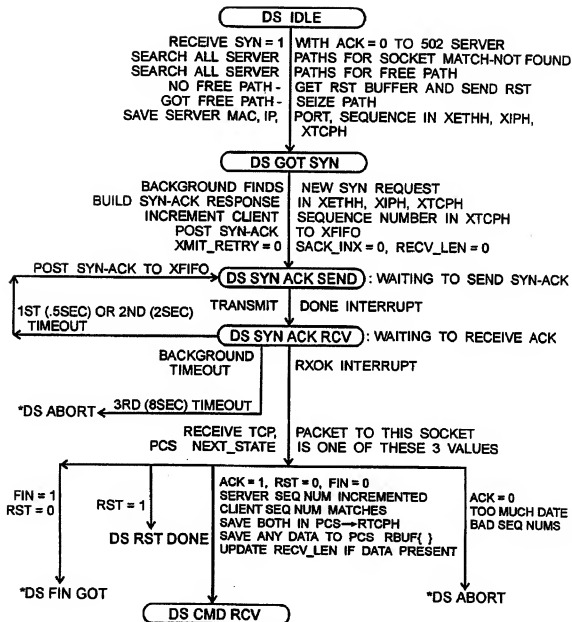 DS IDLE
RECEIVE SYN = 1 WITH ACK = 0 TO 502 SERVER
SEARCH ALL SERVER PATHS FOR SOCKET MATCH-NOT FOUND
SEARCH ALL SERVER PATHS FOR FREE PATH
NO FREE PATH - GET RST BUFFER AND SEND RST
GOT FREE PATH - SEIZE PATH
SAVE SERVER MAC, IP, PORT, SEQUENCE IN XETHH, XIPH,
XTCPH
DS GOT SYN
BACKGROUND FINDS NEW SYN REQUEST
BUILD SYN-ACK RESPONSE IN XETHH, XIPH, XTCPH
INCREMENT CLIENT SEQUENCE NUMBER IN XTCPH
POST SYN-ACK TO XFIFO
XMIT_RETRY = 0 SACK_INX = 0, RECV_LEN = 0
POST SYN-ACK TO XFIFO
DS SYN ACK SEND : WAITING TO SEND SYN-ACK
1ST (.5SEC) OR 2ND (2SEC)
TIMEOUT
TRANSMIT DONE INTERRUPT
DS SYN ACK RCV : WAITING TO RECEIVE ACK
BACKGROUND
TIMEOUT
RXOK INTERRUPT
*DS ABORT 3RD (8SEC) TIMEOUT
RECEIVE TCP, PACKET TO THIS SOCKET
PCS NEXT_STATE IS ONE OF THESE 3 VALUES
FIN = 1
RST = 0
*DS FIN GOT
RST = 1
DS RST DONE
ACK = 1, RST = 0, FIN = 0
SERVER SEQ NUM INCREMENTED
CLIENT SEQ NUM MATCHES
SAVE BOTH IN PCS→RTCPH
SAVE ANY DATA TO PCS RBUF{ }
UPDATE RECV_LEN IF DATA PRESENT
DS CMD RCV
ACK = 0
TOO MUCH DATE
BAD SEQ NUMS
*DS ABORT